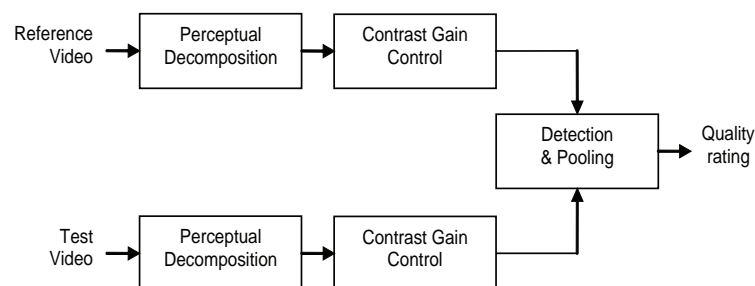 Reference
Video
Perceptual
Decomposition
Contrast Gain
Control
Detection
& Pooling
Quality
rating
Test
Video
Perceptual
Decomposition
Contrast Gain
Control